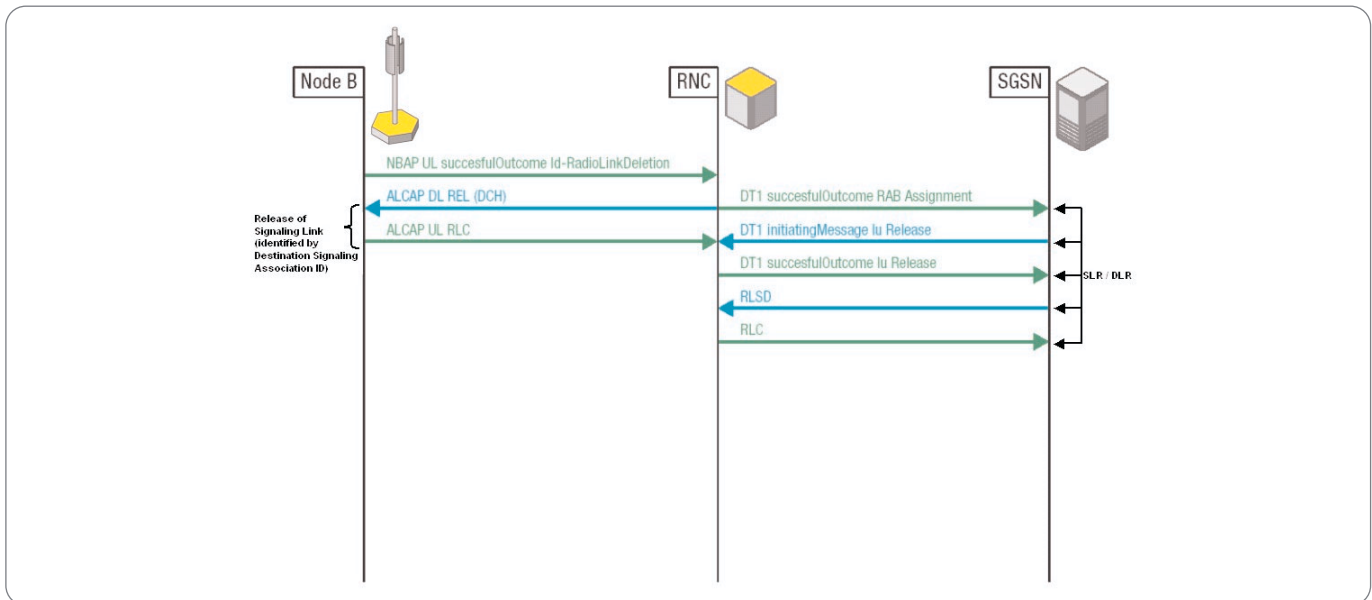 Node B
RNC
SGSN
NBAP UL succesfulOutcome Id-RadioLinkDeletion
ALCAP DL REL (DCH)
DT1 succesfulOutcome RAB Assignment
Release of
Signaling Link
(identified by
Destination Signaling
Association ID)
ALCAP UL RLC
DT1 initiatingMessage Iu Release
DT1 succesfulOutcome Iu Release
SLR / DLR
RLSD
RLC